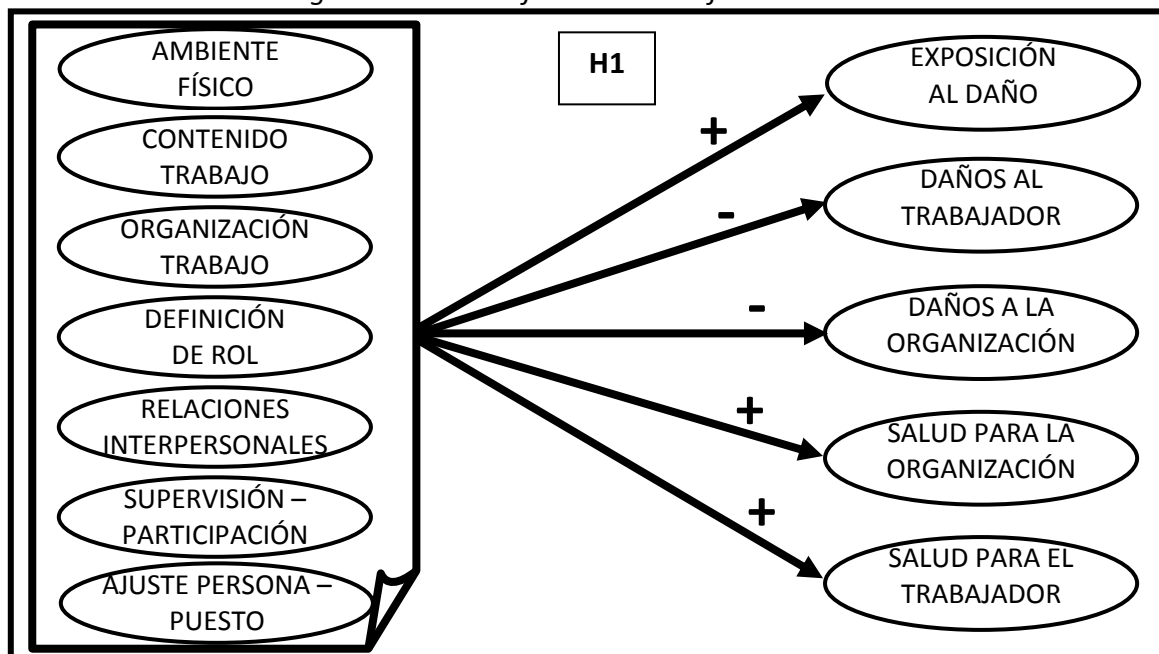 AMBIENTE
FÍSICO
CONTENIDO
TRABAJO
ORGANIZACIÓN
TRABAJO
DEFINICIÓN
DE ROL
RELACIONES
INTERPERSONALES
SUPERVISIÓN –
PARTICIPACIÓN
AJUSTE PERSONA –
PUESTO
H1
+
-
-
+
+
EXPOSICIÓN
AL DAÑO
DAÑOS AL
TRABAJADOR
DAÑOS A LA
ORGANIZACIÓN
SALUD PARA LA
ORGANIZACIÓN
SALUD PARA EL
TRABAJADOR